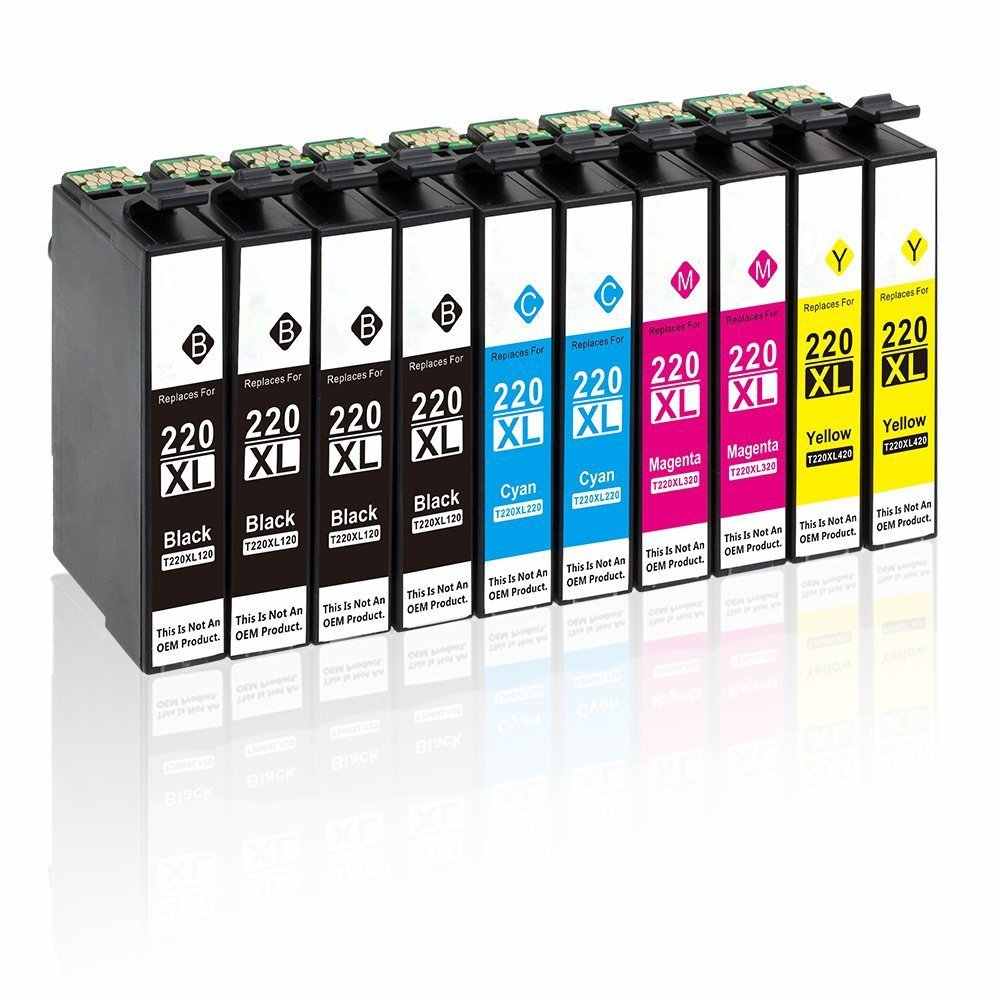 B
Replaces For
220
XL
Black
T220XL120
This Is Not An
OEM Product.
B
Replaces For
220
XL
Black
T220XL120
This Is Not An
OEM Product.
B
Replaces For
220
XL
Black
T220XL120
This Is Not An
OEM Product.
B
Replaces For
220
XL
Black
T220XL120
This Is Not An
OEM Product.
C
Replaces For
220
XL
Cyan
T220XL220
This Is Not An
OEM Product.
C
Replaces For
220
XL
Cyan
T220XL220
This Is Not An
OEM Product.
M
Replaces For
220
XL
Magenta
T220XL320
This Is Not An
OEM Product.
M
Replaces For
220
XL
Magenta
T220XL320
This Is Not An
OEM Product.
Y
Replaces For
220
XL
Yellow
T220XL420
This Is Not An
OEM Product.
Y
Replaces For
220
XL
Yellow
T220XL420
This Is Not An
OEM Product.